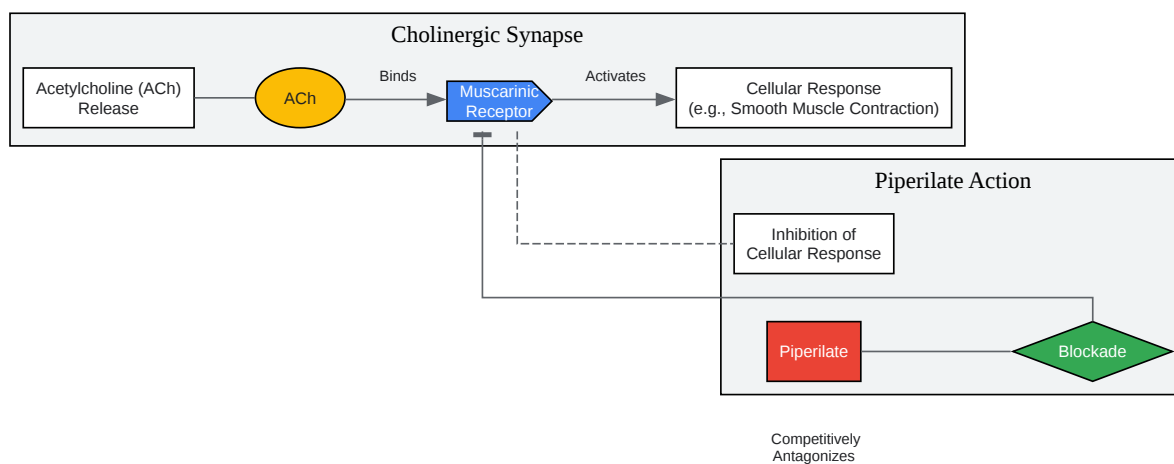 Cholinergic Synapse
Acetylcholine (ACh)
Release
ACh
Binds
Muscarinic
Receptor
Activates
Cellular Response
(e.g., Smooth Muscle Contraction)
Piperilate Action
Inhibition of
Cellular Response
Piperilate
Blockade
Competitively
Antagonizes